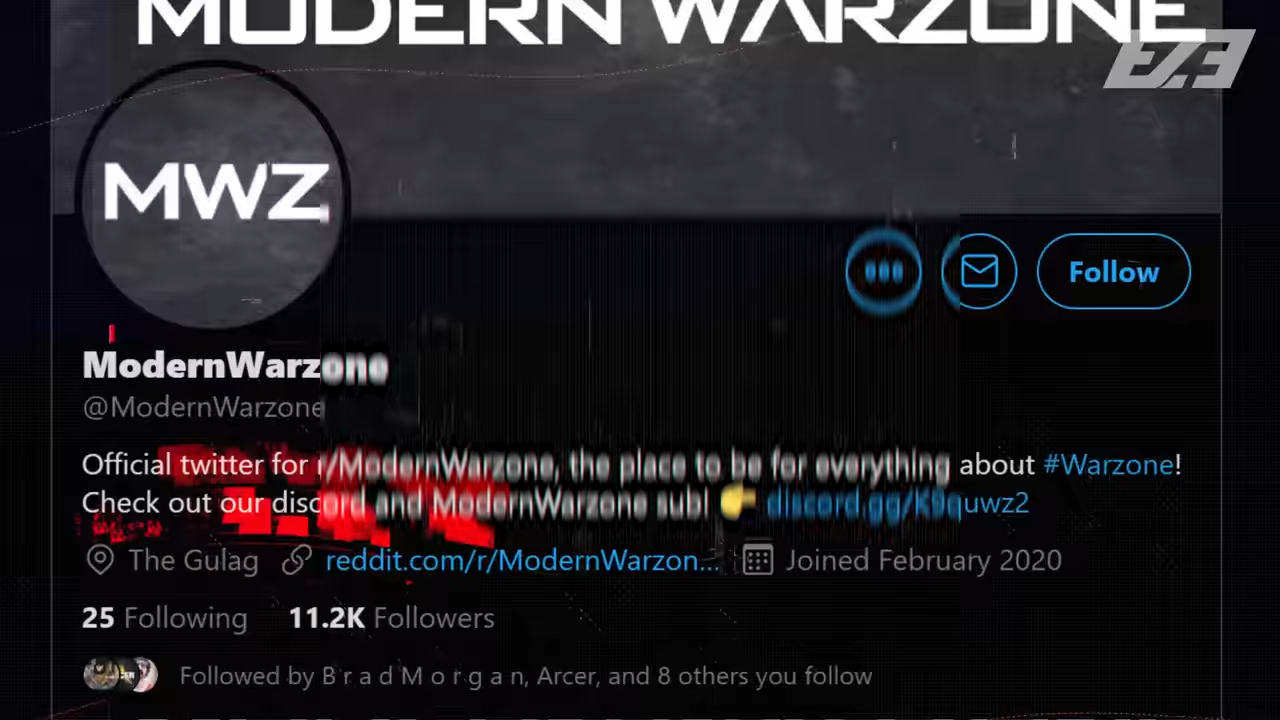 MODERN WARZONE
MWZ
Follow
ModernWarzone
@ModernWarzone
Official twitter for r/ModernWarzone, the place to be for everything about #Warzone!
Check out our discord and ModernWarzone sub! 👉 discord.gg/K9quwz2
The Gulag reddit.com/r/ModernWarzon... Joined February 2020
25 Following 11.2K Followers
Followed by B r a d M o r g a n, Arcer, and 8 others you follow